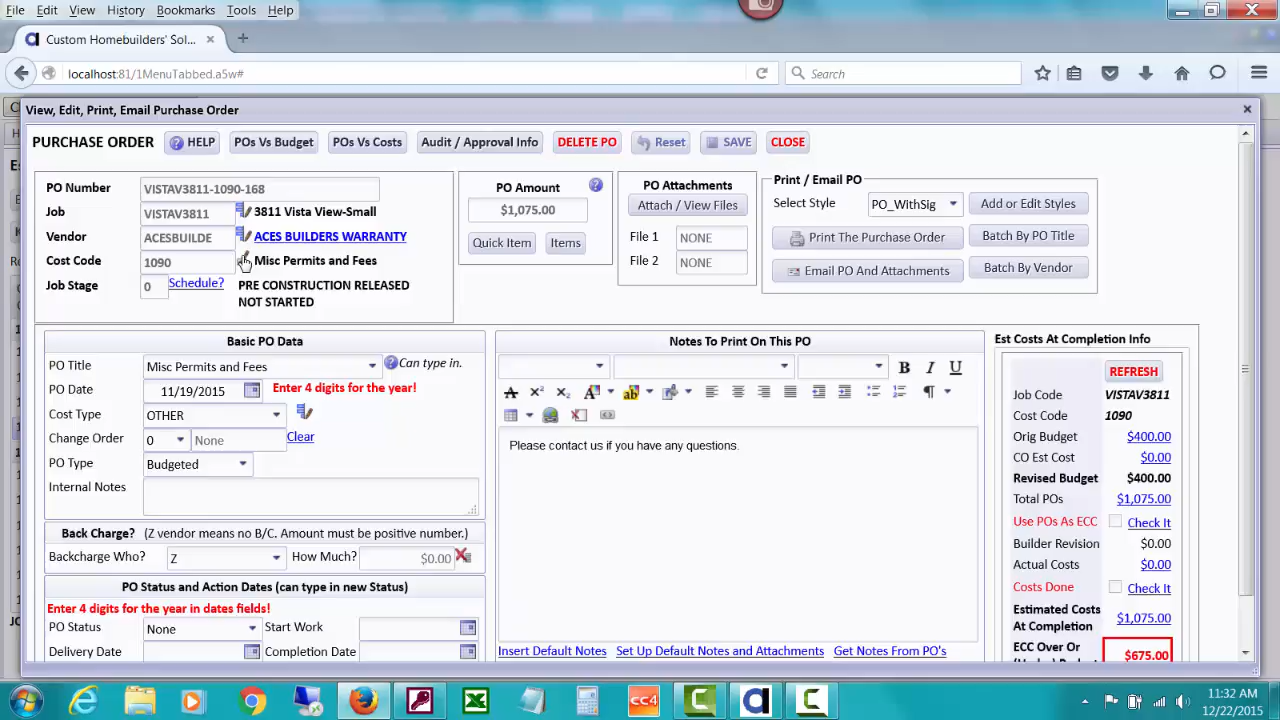 File Edit View History Bookmarks Tools Help
Custom Homebuilders' Sol...
localhost:81/1MenuTabbed.a5w#
Search
View, Edit, Print, Email Purchase Order
PURCHASE ORDER HELP POs Vs Budget POs Vs Costs Audit / Approval Info DELETE PO Reset SAVE CLOSE
PO Number VISTAV3811-1090-168
Job VISTAV3811 3811 Vista View-Small
Vendor ACESBUILDE ACES BUILDERS WARRANTY
Cost Code 1090 Misc Permits and Fees
Job Stage 0 Schedule? PRE CONSTRUCTION RELEASED
NOT STARTED
PO Amount
$1,075.00
Quick Item Items
PO Attachments
Attach / View Files
File 1 NONE
File 2 NONE
Print / Email PO
Select Style PO_WithSig Add or Edit Styles
Print The Purchase Order Batch By PO Title
Email PO And Attachments Batch By Vendor
Basic PO Data
PO Title Misc Permits and Fees Can type in.
PO Date 11/19/2015 Enter 4 digits for the year!
Cost Type OTHER
Change Order 0 None Clear
PO Type Budgeted
Internal Notes
Back Charge? (Z vendor means no B/C. Amount must be positive number.)
Backcharge Who? Z How Much? $0.00
PO Status and Action Dates (can type in new Status)
Enter 4 digits for the year in dates fields!
PO Status None Start Work
Delivery Date Completion Date
Notes To Print On This PO
Please contact us if you have any questions.
Insert Default Notes Set Up Default Notes and Attachments Get Notes From PO's
Est Costs At Completion Info
REFRESH
Job Code VISTAV3811
Cost Code 1090
Orig Budget $400.00
CO Est Cost $0.00
Revised Budget $400.00
Total POs $1,075.00
Use POs As ECC Check It
Builder Revision $0.00
Actual Costs $0.00
Costs Done Check It
Estimated Costs
At Completion $1,075.00
ECC Over Or
$675.00
CC4
11:32 AM
12/22/2015